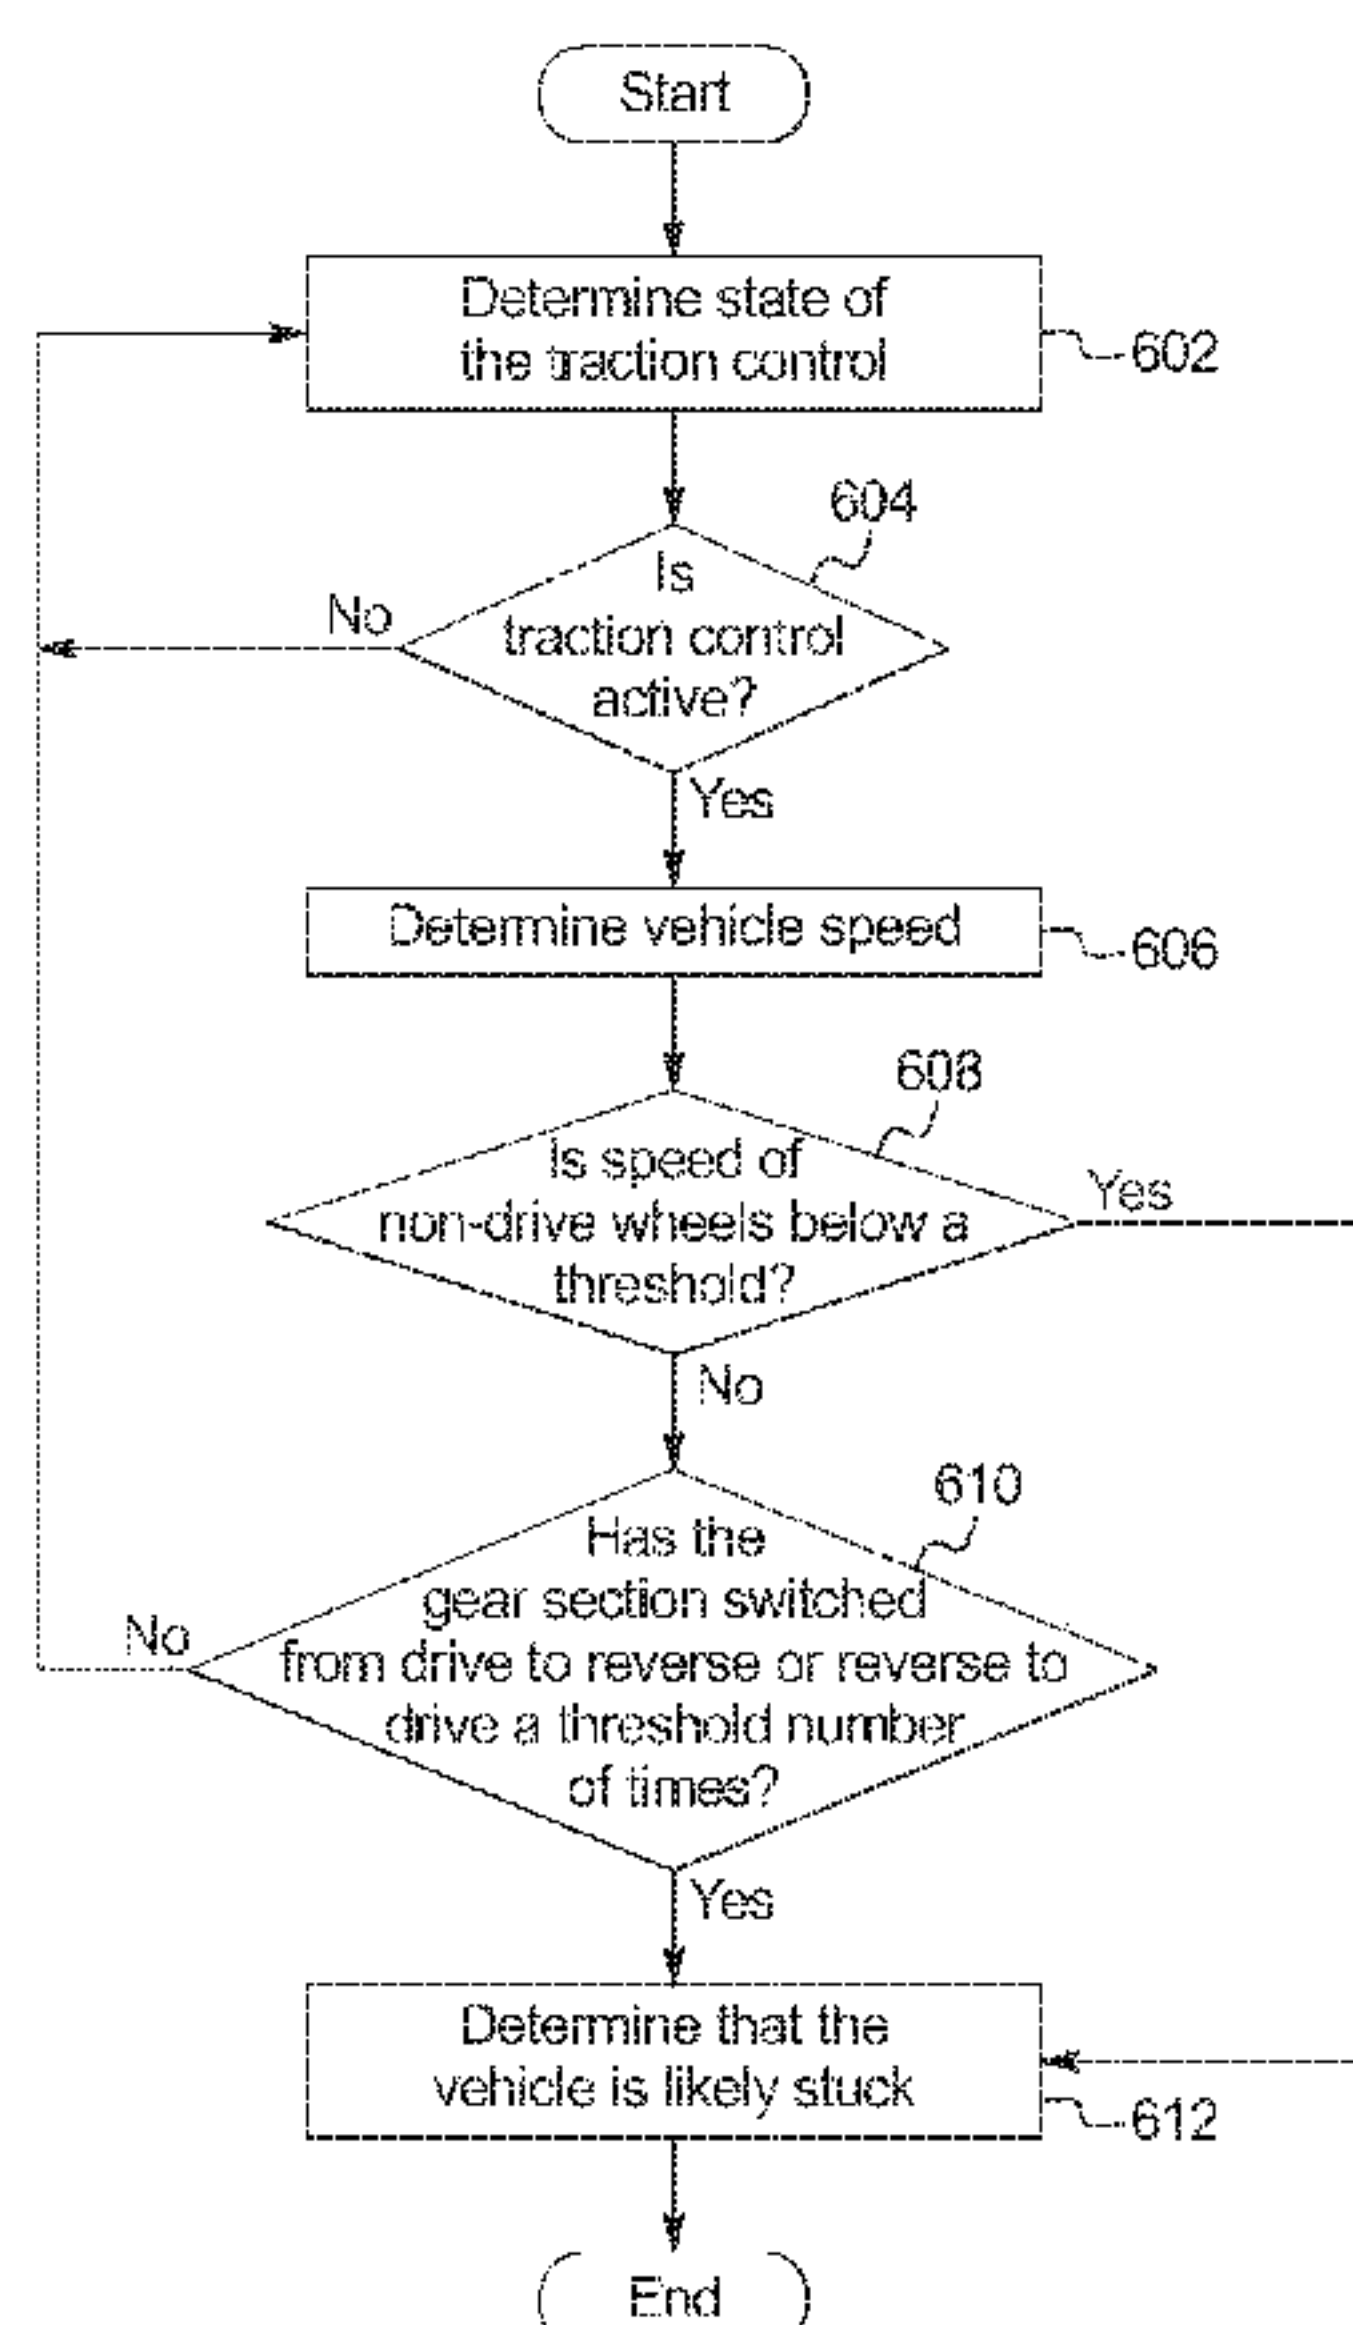 Start
Determine state of
the traction control
602
604
Is
traction control
active?
No
Yes
Determine vehicle speed
606
608
Is speed of
non-drive wheels below a
threshold?
Yes
No
610
Has the
gear section switched
from drive to reverse or reverse to
drive a threshold number
of times?
No
Yes
Determine that the
vehicle is likely stuck
612
End